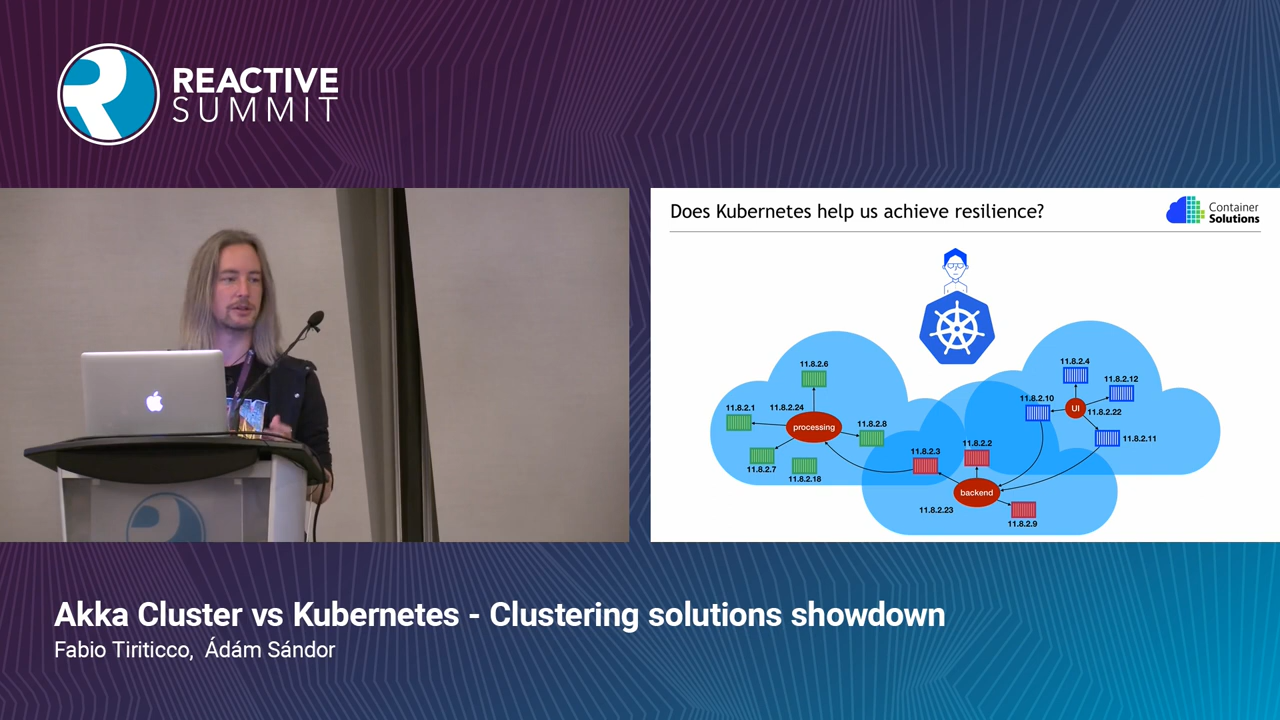 REACTIVE
SUMMIT
Does Kubernetes help us achieve resilience?
Container
Solutions
11.8.2.6
11.8.2.4
11.8.2.12
11.8.2.1
11.8.2.24
11.8.2.10
UI
11.8.2.22
processing
11.8.2.8
11.8.2.11
11.8.2.7
11.8.2.18
11.8.2.3
11.8.2.2
backend
11.8.2.23
11.8.2.9
Akka Cluster vs Kubernetes - Clustering solutions showdown
Fabio Tiriticco, Ádám Sándor